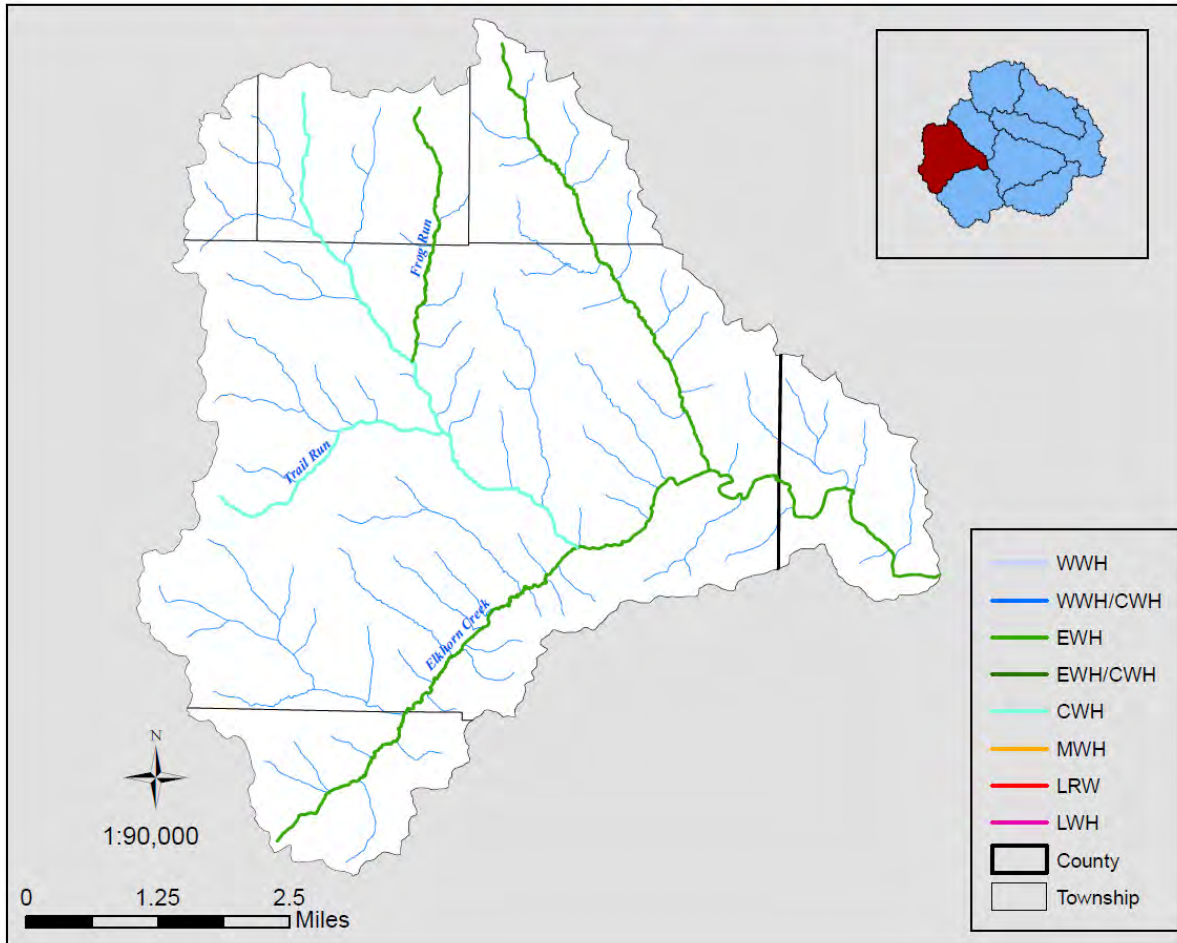 Frog Run
Trail Run
Elkhorn Creek
N
1:90,000
0 1.25 2.5
Miles
WWH
WWH/CWH
EWH
EWH/CWH
CWH
MWH
LRW
LWH
County
Township